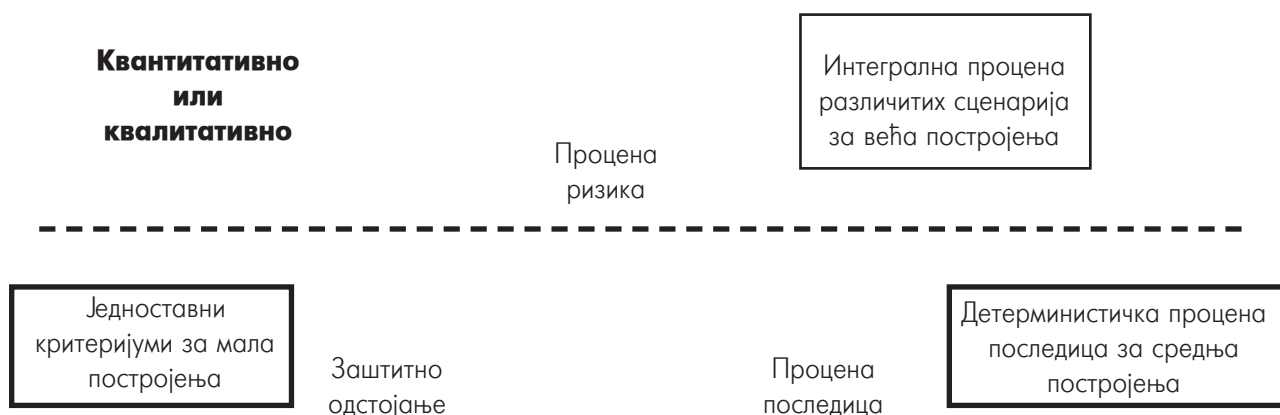 Квантитативно
или
квалитативно
Интегрална процена
различитих сценарија
за већа постројења
Процена
ризика
Једноставни
критеријуми за мала
постројења
Заштитно
одстојање
Процена
последица
Детерминистичка процена
последица за средња
постројења